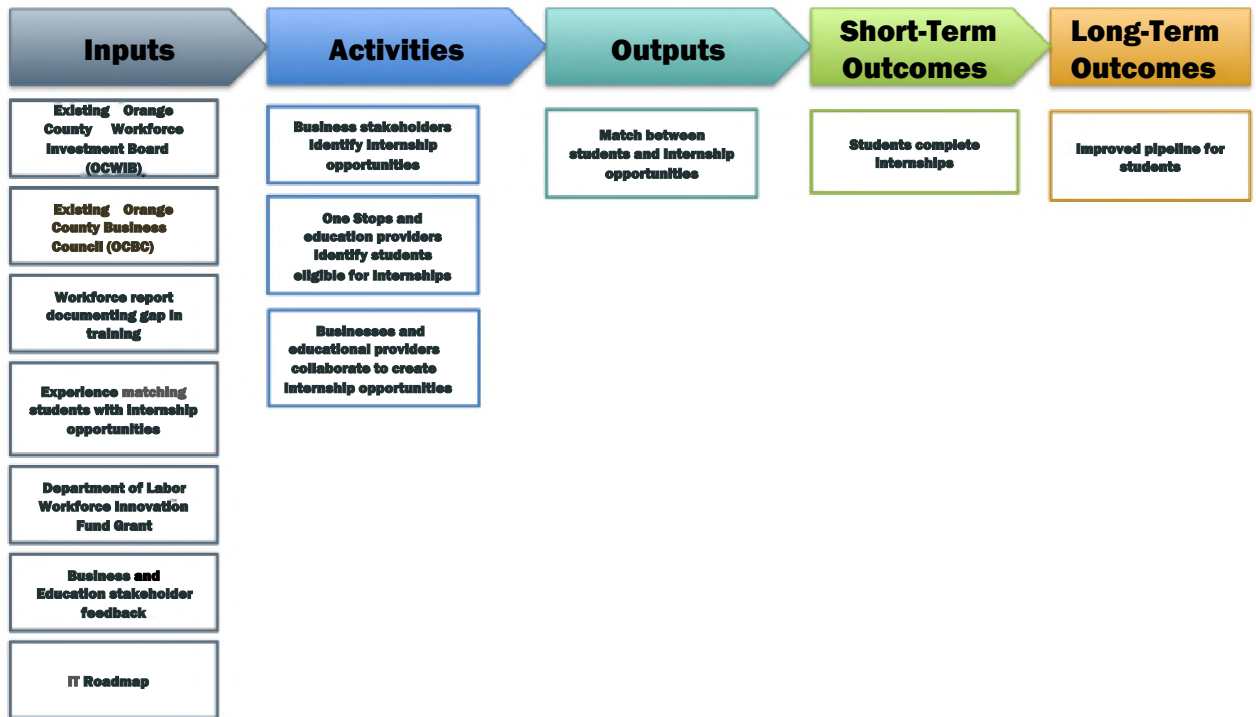 Inputs
Activities
Outputs
Short-Term
Outcomes
Long-Term
Outcomes
Existing Orange
County Workforce
Investment Board
(OCWIB)
Existing Orange
County Business
Council (OCBC)
Workforce report
documenting gap in
training
Experience matching
students with internship
opportunities
Department of Labor
Workforce Innovation
Fund Grant
Business and
Education stakeholder
feedback
IT Roadmap
Business stakeholders
identify internship
opportunities
One Stops and
education providers
identify students
eligible for internships
Businesses and
educational providers
collaborate to create
internship opportunities
Match between
students and internship
opportunities
Students complete
internships
Improved pipeline for
students